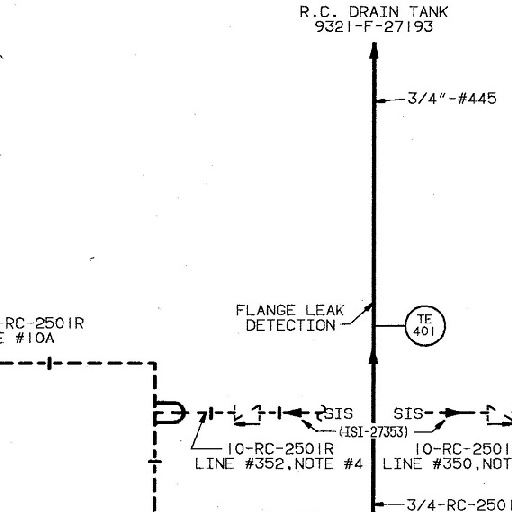 R.C. DRAIN TANK
9321-F-27193
3/4"-#445
FLANGE LEAK
DETECTION
TE
401
-RC-2501R
E #10A
SIS
SIS
(ISI-27353)
10-RC-2501R
LINE #352,NOTE #4
10-RC-2501
LINE #350,NOT
3/4-RC-2501